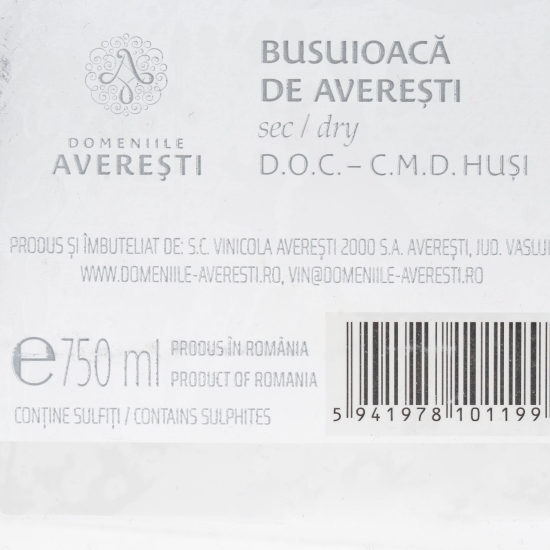 DOMENIILE
AVEREȘTI
BUSUIOACĂ
DE AVEREȘTI
sec / dry
D.O.C. – C.M.D. HUȘI
PRODUS ȘI ÎMBUTELIAT DE: S.C. VINICOLA AVEREȘTI 2000 S.A. AVEREȘTI, JUD. VASLUI
WWW.DOMENIILE-AVERESTI.RO, VIN@DOMENIILE-AVERESTI.RO
e 750 ml
PRODUS ÎN ROMÂNIA
PRODUCT OF ROMANIA
CONȚINE SULFIȚI / CONTAINS SULPHITES
5 941978 101199